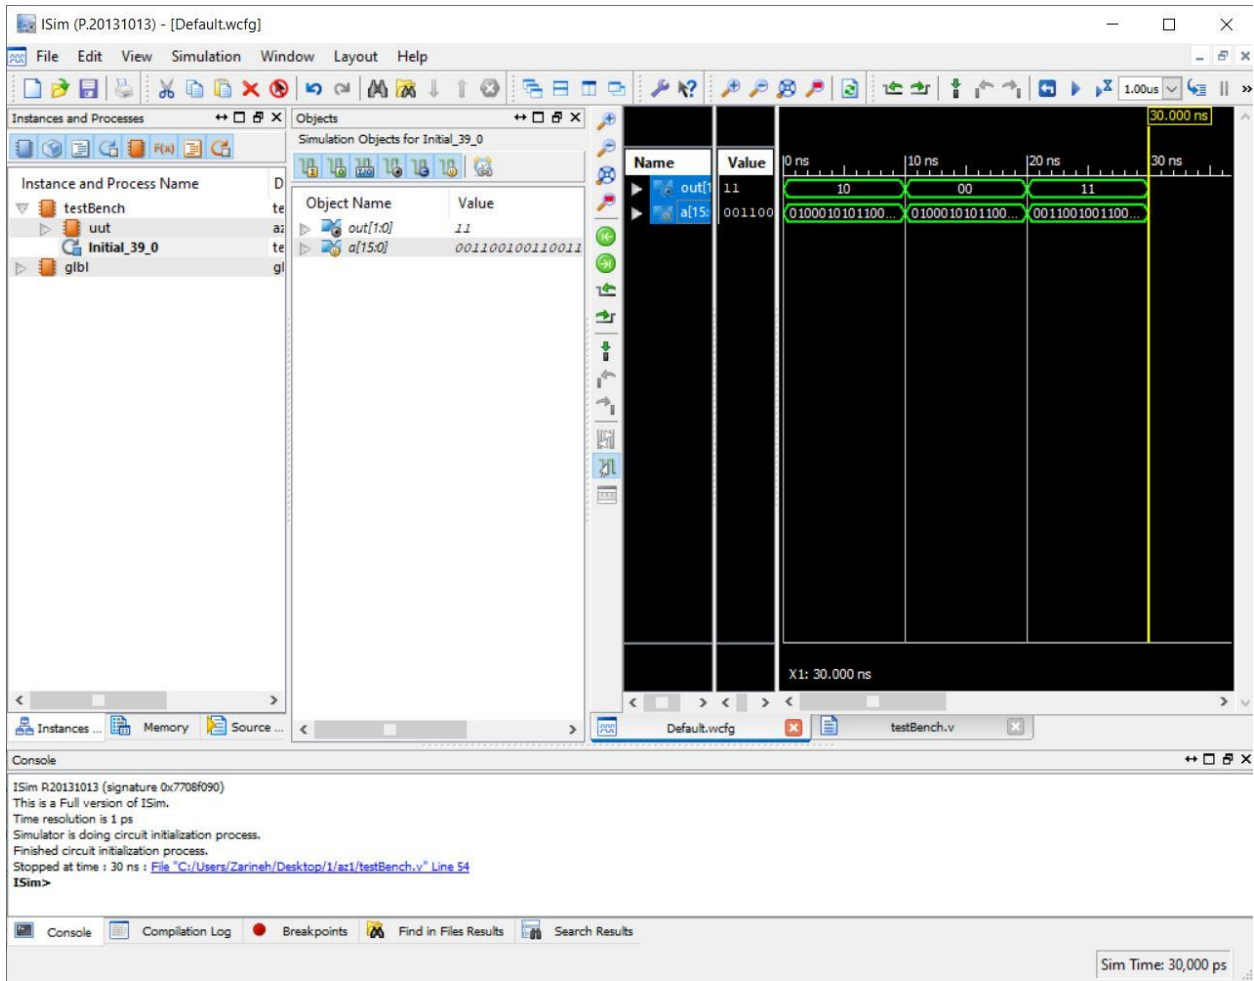 ISim (P.20131013) - [Default.wcfg]
File Edit View Simulation Window Layout Help
1.00us
Instances and Processes
Instance and Process Name D
testBench te
uut az
Initial_39_0 te
glbl gl
Instances ... Memory Source ...
Objects
Simulation Objects for Initial_39_0
Object Name Value
out[1:0] 11
a[15:0] 0011001001100110011
Name Value
out[1 11
a[15: 001100
30.000 ns
0 ns 10 ns 20 ns 30 ns
10 00 11
0100010101100... 0100010101100... 0011001001100...
X1: 30.000 ns
Default.wcfg testBench.v
Console
ISim P.20131013 (signature 0x7708f090)
This is a Full version of ISim.
Time resolution is 1 ps
Simulator is doing circuit initialization process.
Finished circuit initialization process.
Stopped at time : 30 ns : File "C:/Users/Zarineh/Desktop/1/az1/testBench.v" Line 54
ISim>
Console Compilation Log Breakpoints Find in Files Results Search Results
Sim Time: 30,000 ps